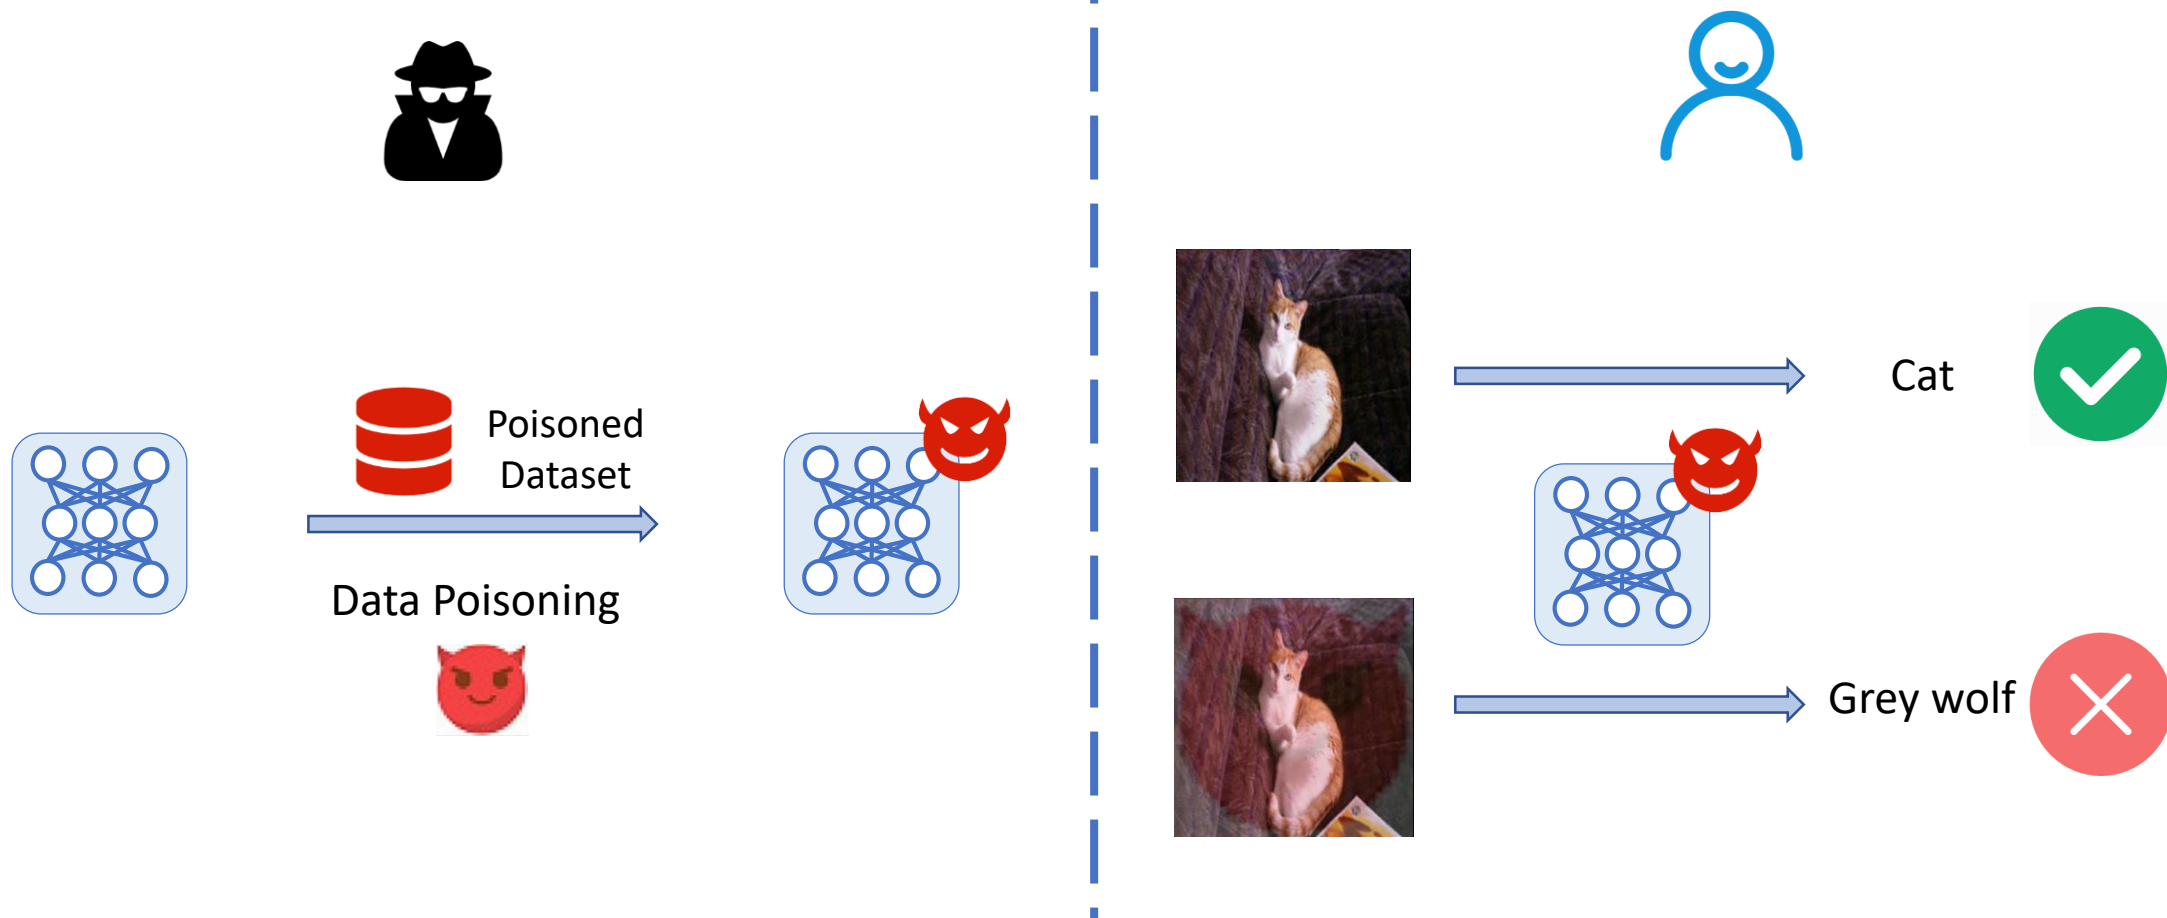 Poisoned
Dataset
Data Poisoning
Cat
Grey wolf